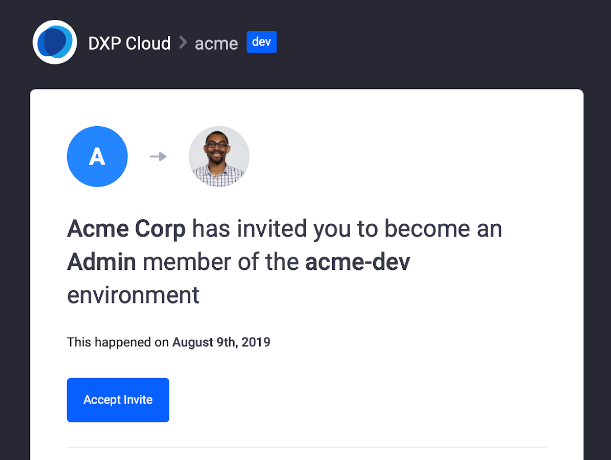 DXP Cloud > acme dev
A
Acme Corp has invited you to become an
Admin member of the acme-dev
environment
This happened on August 9th, 2019
Accept Invite